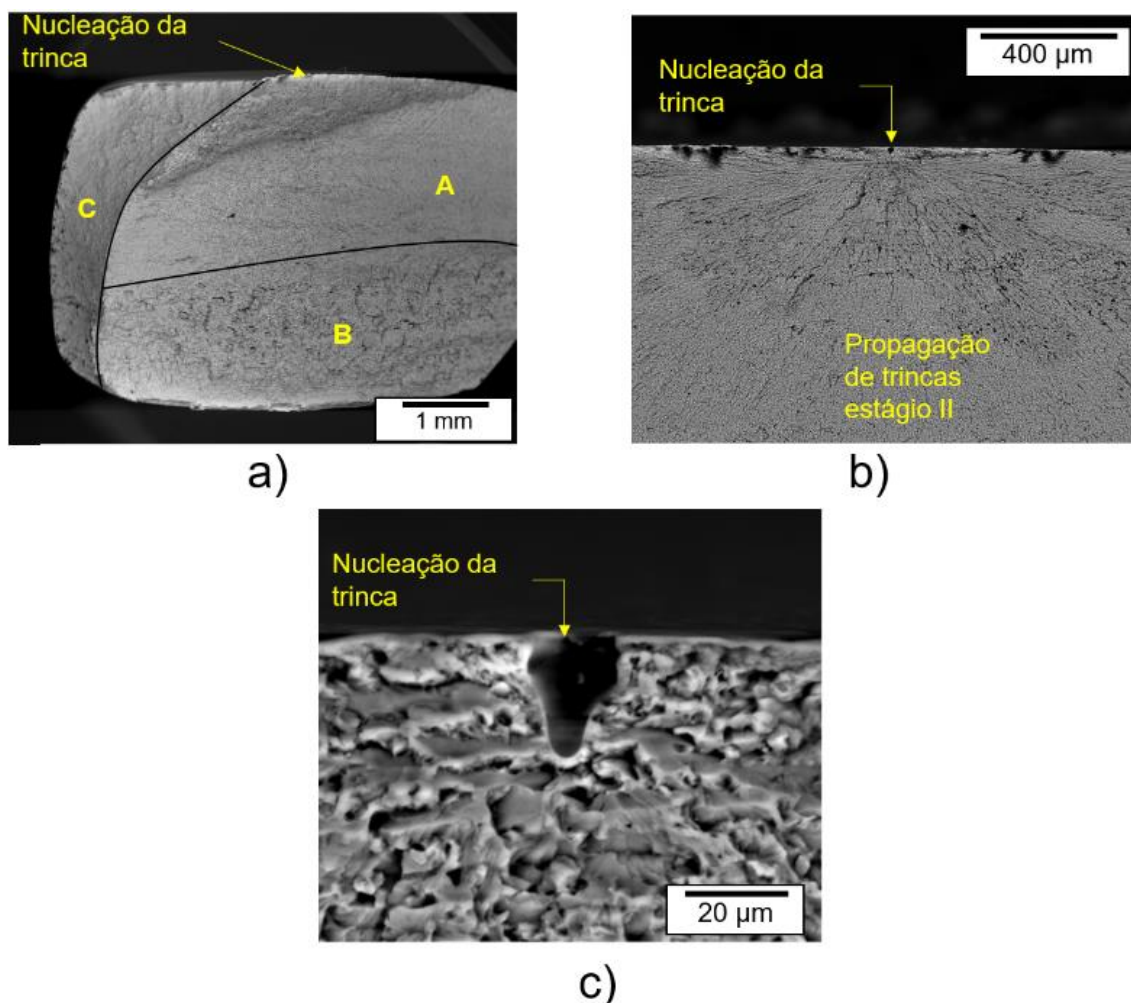 Nucleação da
trinca
A
C
B
1 mm
a)
400 µm
Nucleação da
trinca
Propagação
de trincas
estágio II
b)
Nucleação da
trinca
20 µm
c)